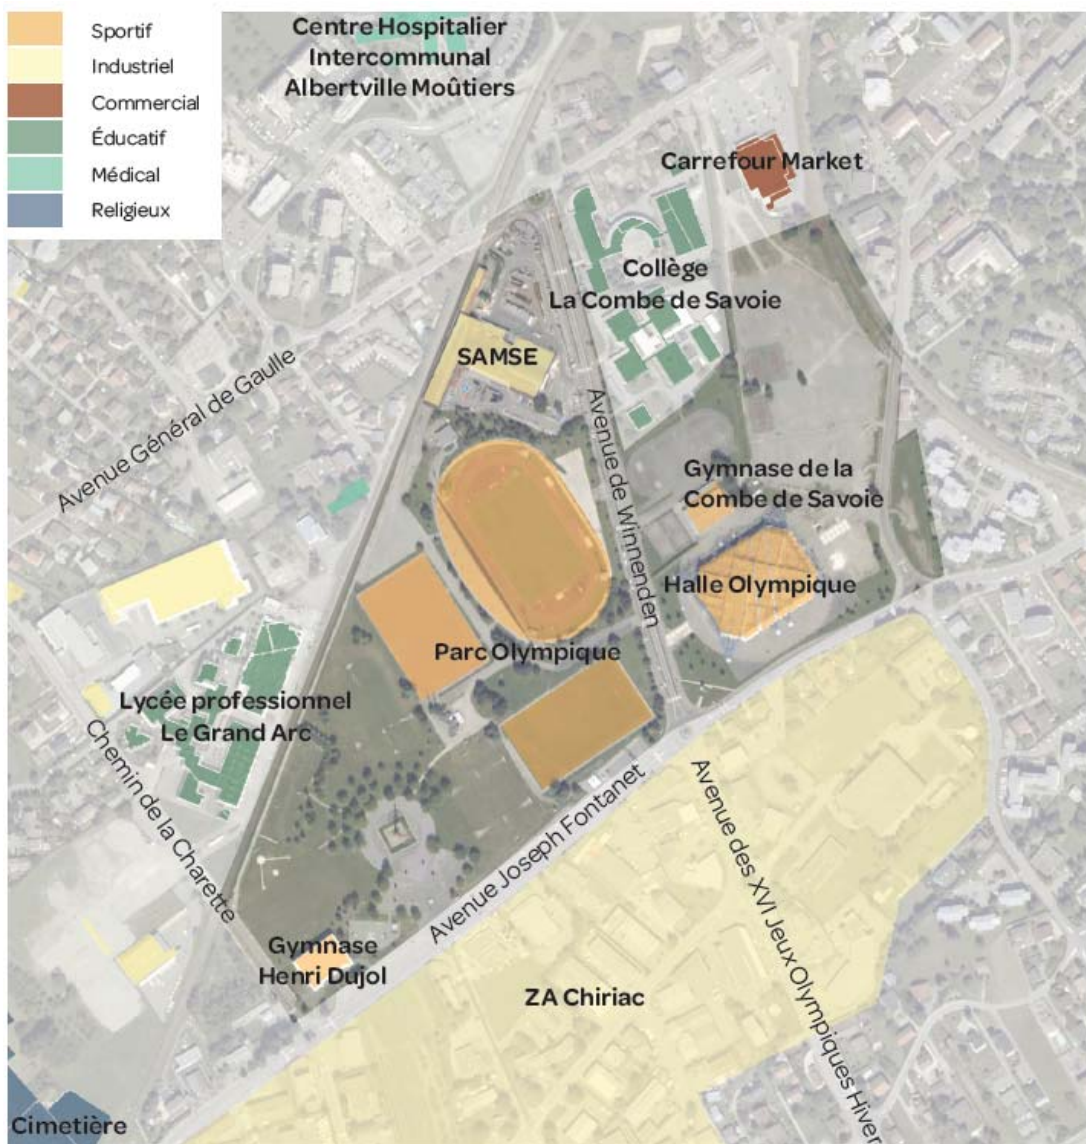 Sportif
Industriel
Commercial
Éducatif
Médical
Religieux
Centre Hospitalier
Intercommunal
Albertville Moûtiers
Carrefour Market
Collège
La Combe de Savoie
SAMSE
Avenue Général de Gaulle
Avenue de Winnenden
Gymnase de la
Combe de Savoie
Halle Olympique
Parc Olympique
Lycée professionnel
Le Grand Arc
Chemin de la Charette
Avenue Joseph Fontanet
Avenue des XVI Jeux Olympiques Hiver
Gymnase
Henri Dujol
ZA Chiriac
Cimetière